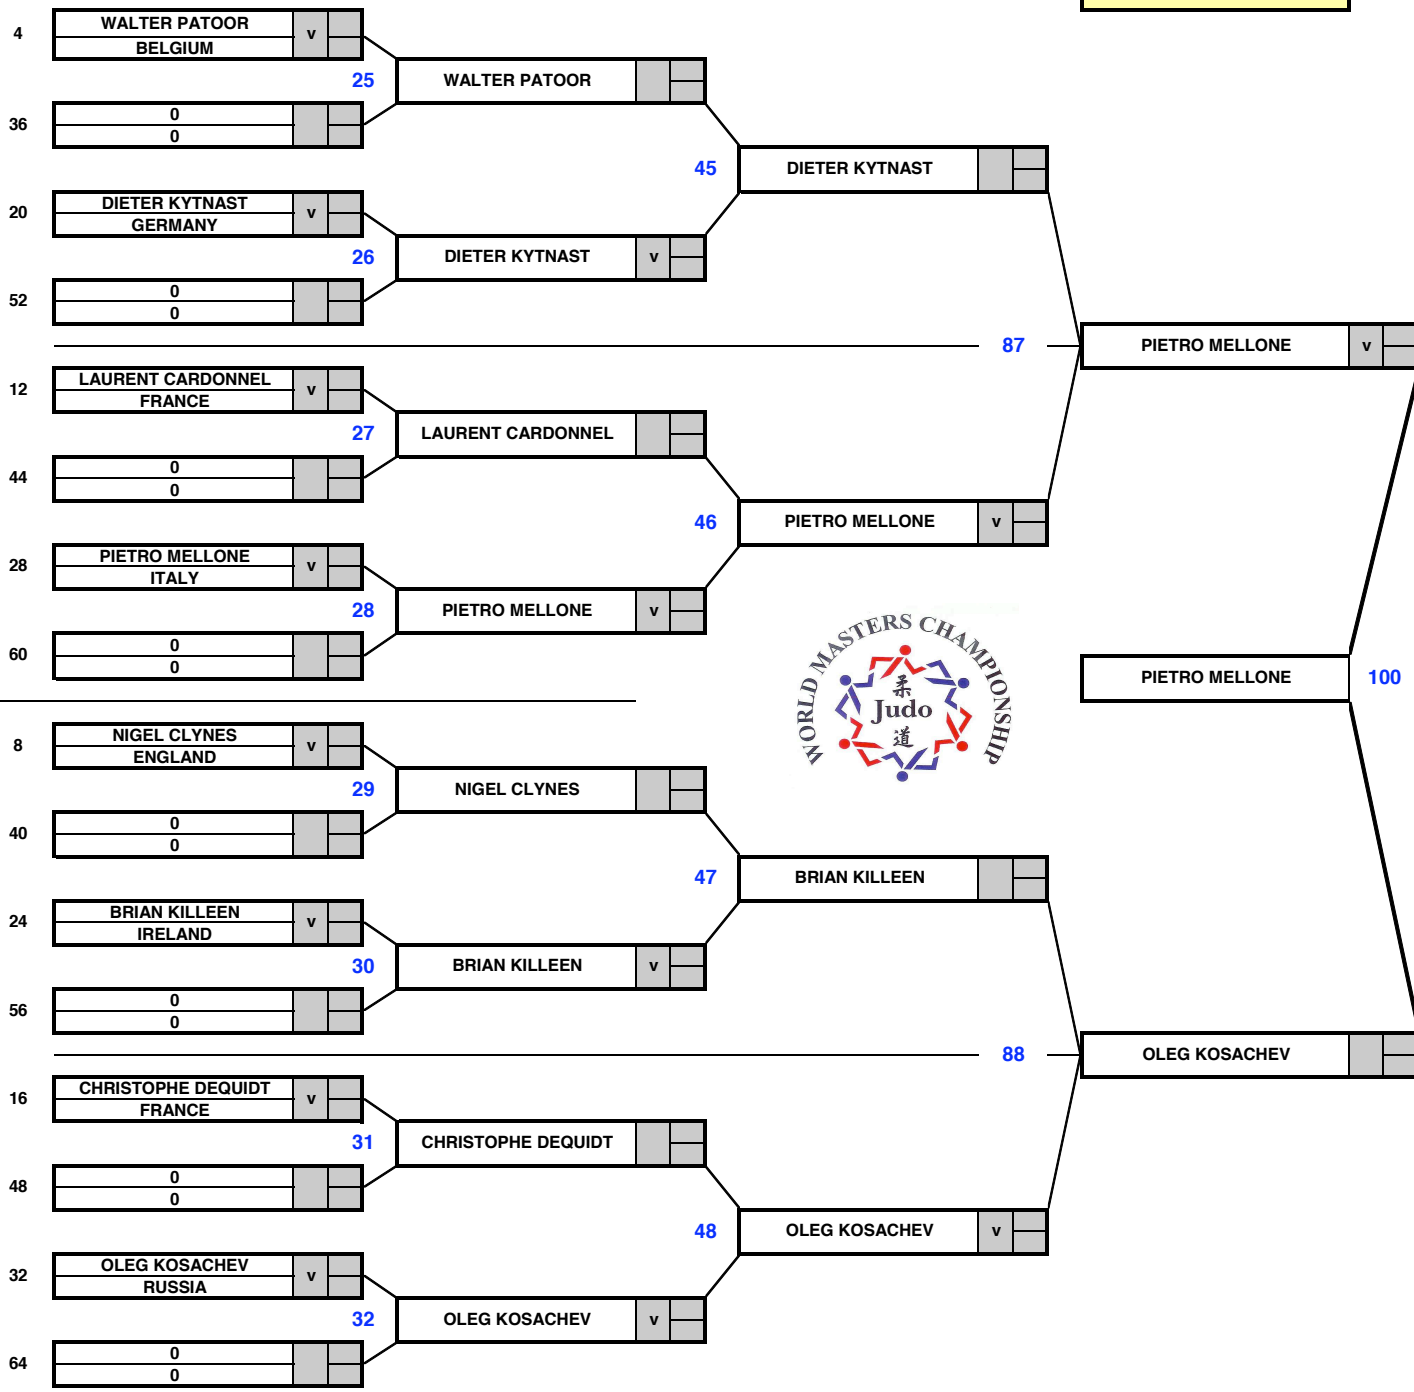 4
WALTER PATOOR
v
BELGIUM
25
WALTER PATOOR
36
0
0
45
DIETER KYTNAST
20
DIETER KYTNAST
v
GERMANY
26
DIETER KYTNAST
v
52
0
0
87
PIETRO MELLONE
v
12
LAURENT CARDONNEL
v
FRANCE
27
LAURENT CARDONNEL
44
0
0
46
PIETRO MELLONE
v
28
PIETRO MELLONE
v
ITALY
28
PIETRO MELLONE
v
60
0
0
WORLD MASTERS CHAMPIONSHIP
柔
Judo
道
PIETRO MELLONE
100
8
NIGEL CLYNES
v
ENGLAND
29
NIGEL CLYNES
40
0
0
47
BRIAN KILLEEN
24
BRIAN KILLEEN
v
IRELAND
30
BRIAN KILLEEN
v
56
0
0
88
OLEG KOSACHEV
16
CHRISTOPHE DEQUIDT
v
FRANCE
31
CHRISTOPHE DEQUIDT
48
0
0
48
OLEG KOSACHEV
v
32
OLEG KOSACHEV
v
RUSSIA
32
OLEG KOSACHEV
v
64
0
0